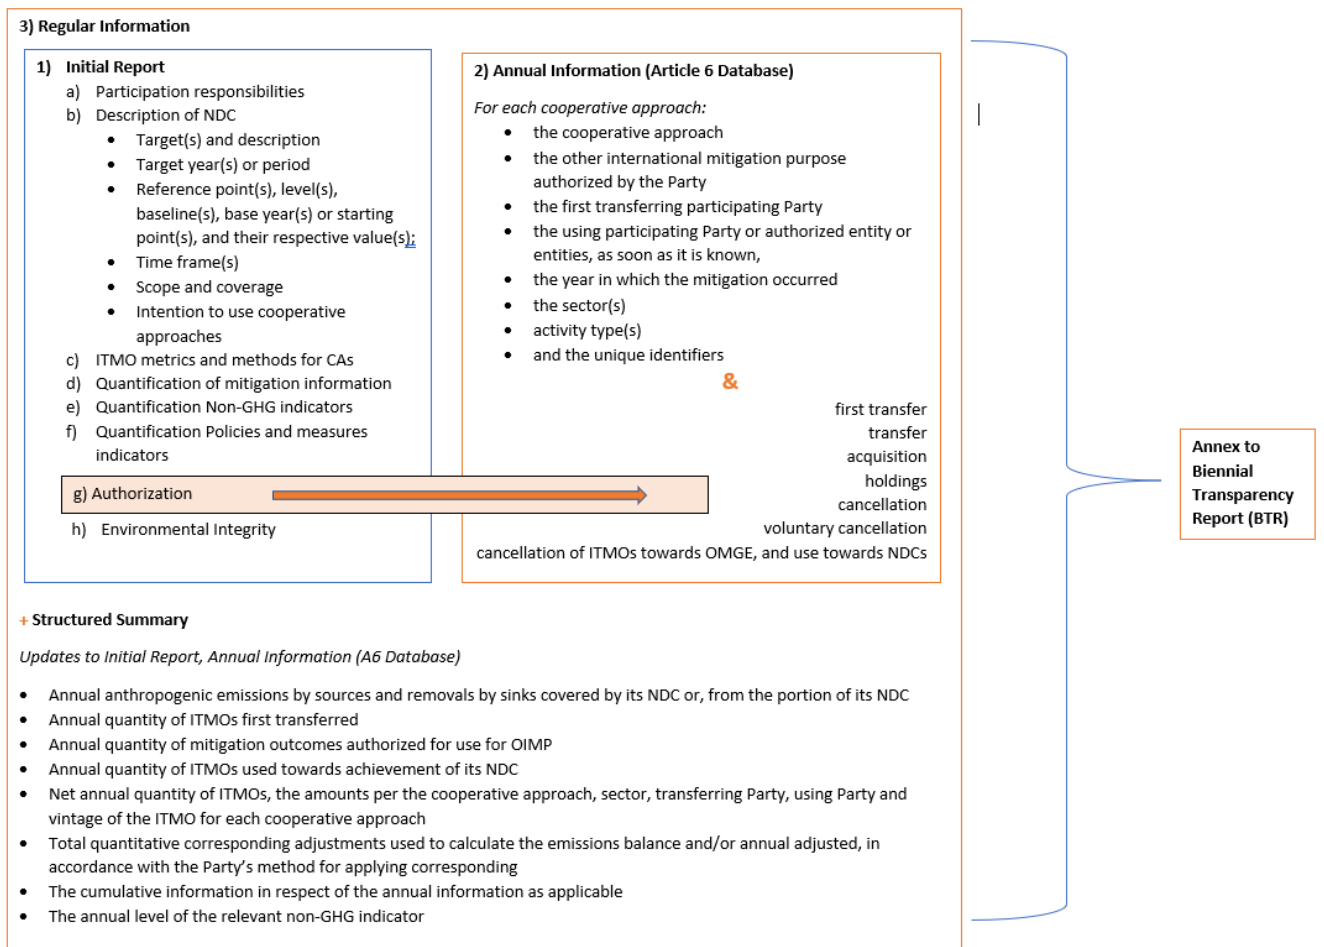 3) Regular Information
1) Initial Report
a) Participation responsibilities
b) Description of NDC
• Target(s) and description
• Target year(s) or period
• Reference point(s), level(s),
baseline(s), base year(s) or starting
point(s), and their respective value(s);
• Time frame(s)
• Scope and coverage
• Intention to use cooperative
approaches
c) ITMO metrics and methods for CAs
d) Quantification of mitigation information
e) Quantification Non-GHG indicators
f) Quantification Policies and measures
indicators
g) Authorization
h) Environmental Integrity
2) Annual Information (Article 6 Database)
For each cooperative approach:
• the cooperative approach
• the other international mitigation purpose
authorized by the Party
• the first transferring participating Party
• the using participating Party or authorized entity or
entities, as soon as it is known,
• the year in which the mitigation occurred
• the sector(s)
• activity type(s)
• and the unique identifiers
&
first transfer
transfer
acquisition
holdings
cancellation
voluntary cancellation
cancellation of ITMOs towards OMGE, and use towards NDCs
+ Structured Summary
Updates to Initial Report, Annual Information (A6 Database)
• Annual anthropogenic emissions by sources and removals by sinks covered by its NDC or, from the portion of its NDC
• Annual quantity of ITMOs first transferred
• Annual quantity of mitigation outcomes authorized for use for OIMP
• Annual quantity of ITMOs used towards achievement of its NDC
• Net annual quantity of ITMOs, the amounts per the cooperative approach, sector, transferring Party, using Party and
vintage of the ITMO for each cooperative approach
• Total quantitative corresponding adjustments used to calculate the emissions balance and/or annual adjusted, in
accordance with the Party's method for applying corresponding
• The cumulative information in respect of the annual information as applicable
• The annual level of the relevant non-GHG indicator
Annex to
Biennial
Transparency
Report (BTR)